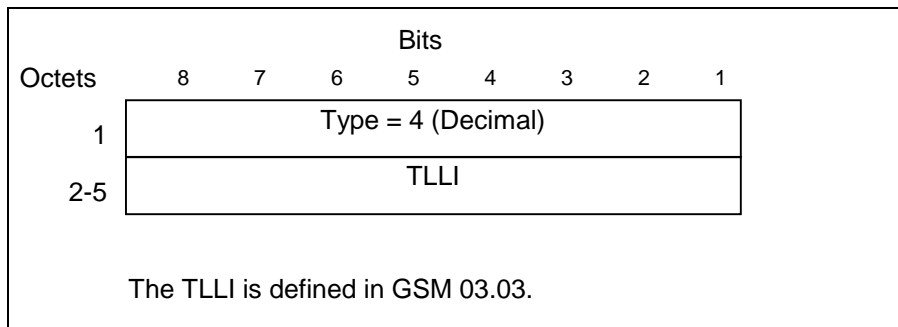 Bits
Octets 8 7 6 5 4 3 2 1
1 Type = 4 (Decimal)
2-5 TLLI
The TLLI is defined in GSM 03.03.